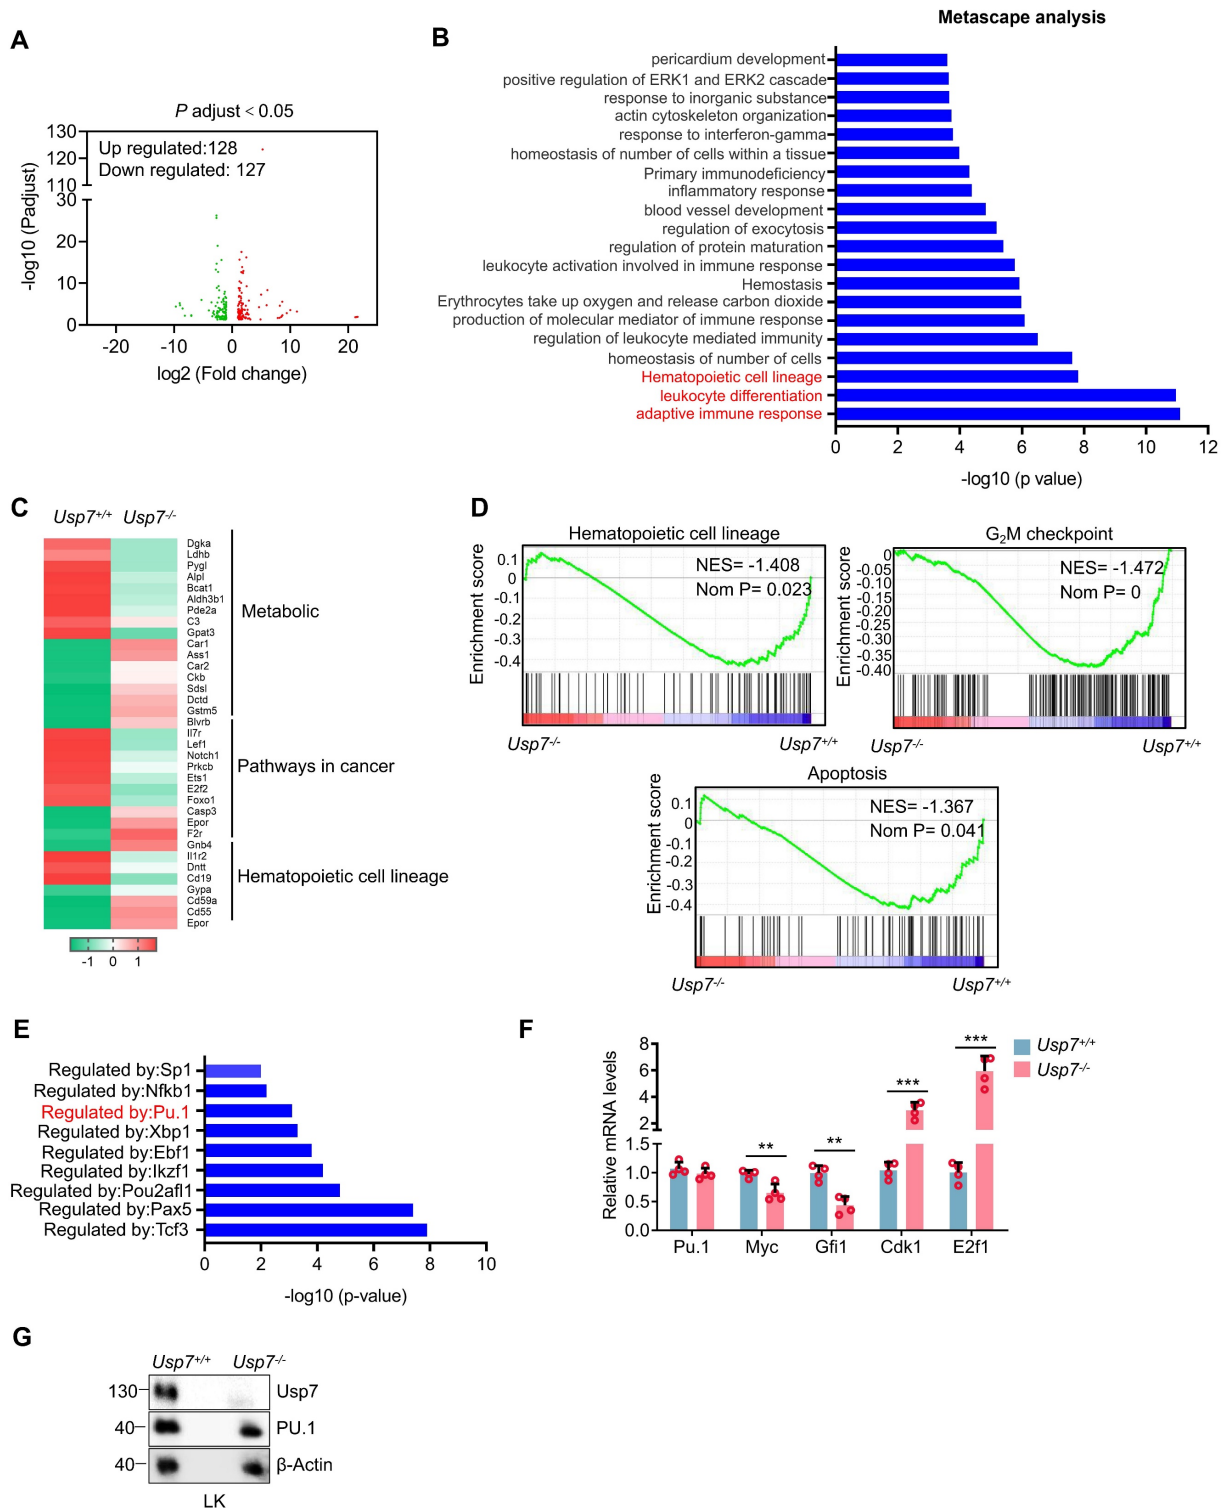 A
P adjust < 0.05
130
120
110
30
20
10
0
Up regulated:128
Down regulated: 127
-log10 (Padjust)
-20 -10 0 10 20
log2 (Fold change)
B
Metascape analysis
pericardium development
positive regulation of ERK1 and ERK2 cascade
response to inorganic substance
actin cytoskeleton organization
response to interferon-gamma
homeostasis of number of cells within a tissue
Primary immunodeficiency
inflammatory response
blood vessel development
regulation of exocytosis
regulation of protein maturation
leukocyte activation involved in immune response
Hemostasis
Erythrocytes take up oxygen and release carbon dioxide
production of molecular mediator of immune response
regulation of leukocyte mediated immunity
homeostasis of number of cells
Hematopoietic cell lineage
leukocyte differentiation
adaptive immune response
0 2 4 6 8 10 12
-log10 (p value)
C
Usp7+/+ Usp7-/-
Dgka
Ldhb
Pygl
Alpl
Bcat1
Aldh3b1
Pde2a
C3
Gpat3
Car1
Ass1
Car2
Ckb
Sdsl
Dctd
Gstm5
Blvrb
Il7r
Lef1
Notch1
Prkcb
Ets1
E2f2
Foxo1
Casp3
Epor
F2r
Gnb4
Il1r2
Dntt
Cd19
Gypa
Cd59a
Cd55
Epor
Metabolic
Pathways in cancer
Hematopoietic cell lineage
-1 0 1
D
Hematopoietic cell lineage
Enrichment score
0.1
0
-0.1
-0.2
-0.3
-0.4
NES= -1.408
Nom P= 0.023
Usp7-/- Usp7+/+
G2M checkpoint
Enrichment score
0
-0.05
-0.10
-0.15
-0.20
-0.25
-0.30
-0.35
-0.40
NES= -1.472
Nom P= 0
Usp7-/- Usp7+/+
Apoptosis
Enrichment score
0.1
0
-0.1
-0.2
-0.3
-0.4
NES= -1.367
Nom P= 0.041
Usp7-/- Usp7+/+
E
Regulated by:Sp1
Regulated by:Nfkb1
Regulated by:Pu.1
Regulated by:Xbp1
Regulated by:Ebf1
Regulated by:Ikzf1
Regulated by:Pou2afl1
Regulated by:Pax5
Regulated by:Tcf3
0 2 4 6 8 10
-log10 (p-value)
F
Relative mRNA levels
8
6
4
2
1.5
1.0
0.5
0.0
** ** *** ***
Usp7+/+
Usp7-/-
Pu.1 Myc Gfi1 Cdk1 E2f1
G
Usp7+/+ Usp7-/-
130 Usp7
40 PU.1
40 β-Actin
LK